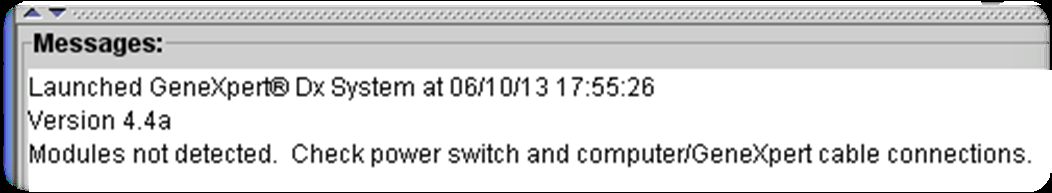 Messages:
Launched GeneXpert® Dx System at 06/10/13 17:55:26
Version 4.4a
Modules not detected.  Check power switch and computer/GeneXpert cable connections.